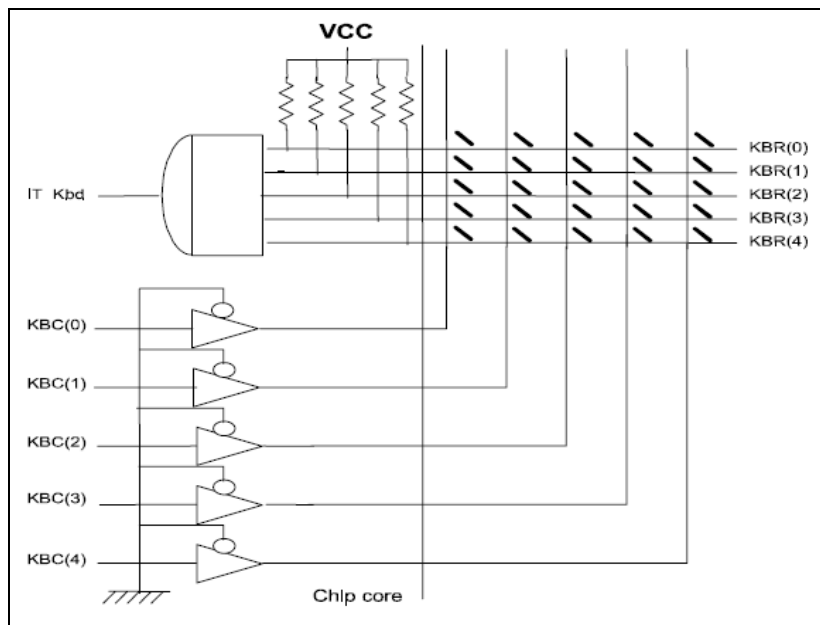 VCC
KBR(0)
KBR(1)
IT Kbd
KBR(2)
KBR(3)
KBR(4)
KBC(0)
KBC(1)
KBC(2)
KBC(3)
KBC(4)
Chip core